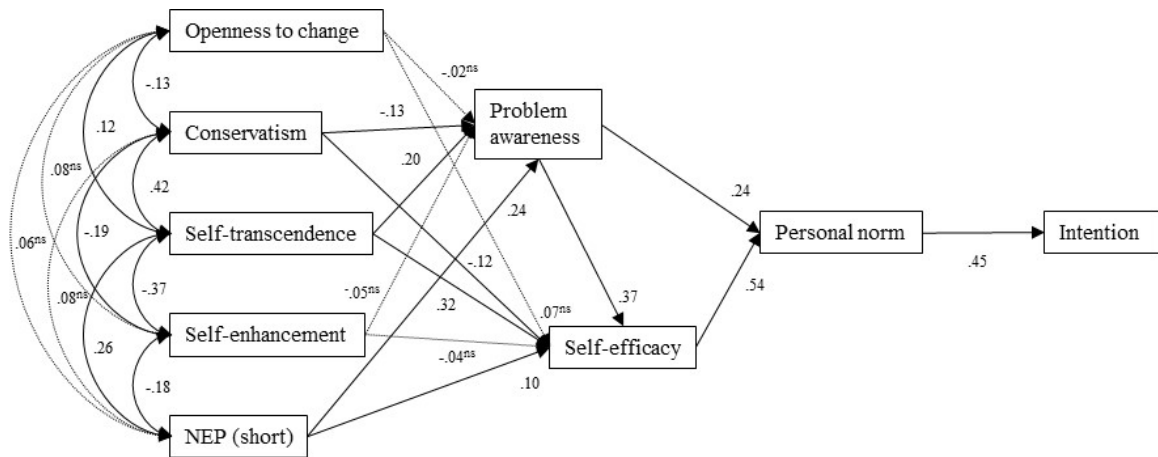 Openness to change
-.02ns
-.13
Problem
awareness
-.13
Conservatism
.12
.20
.08ns
.42
.24
.24
Self-transcendence
Personal norm
Intention
.06ns
-.19
-.12
.45
.08ns
-.37
-.05ns
.32
.37
.54
.07ns
Self-enhancement
Self-efficacy
.26
-.04ns
-.18
.10
NEP (short)